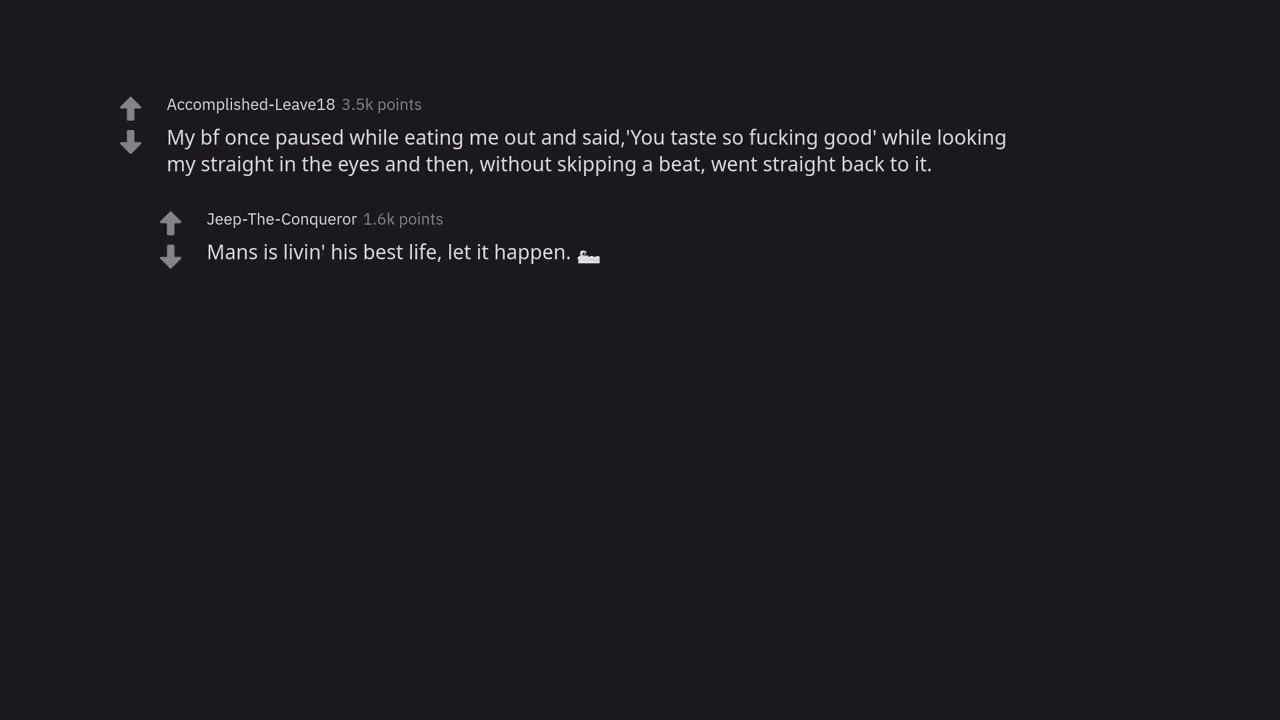 Accomplished-Leave18 3.5k points
My bf once paused while eating me out and said,'You taste so fucking good' while looking
my straight in the eyes and then, without skipping a beat, went straight back to it.
Jeep-The-Conqueror 1.6k points
Mans is livin' his best life, let it happen.